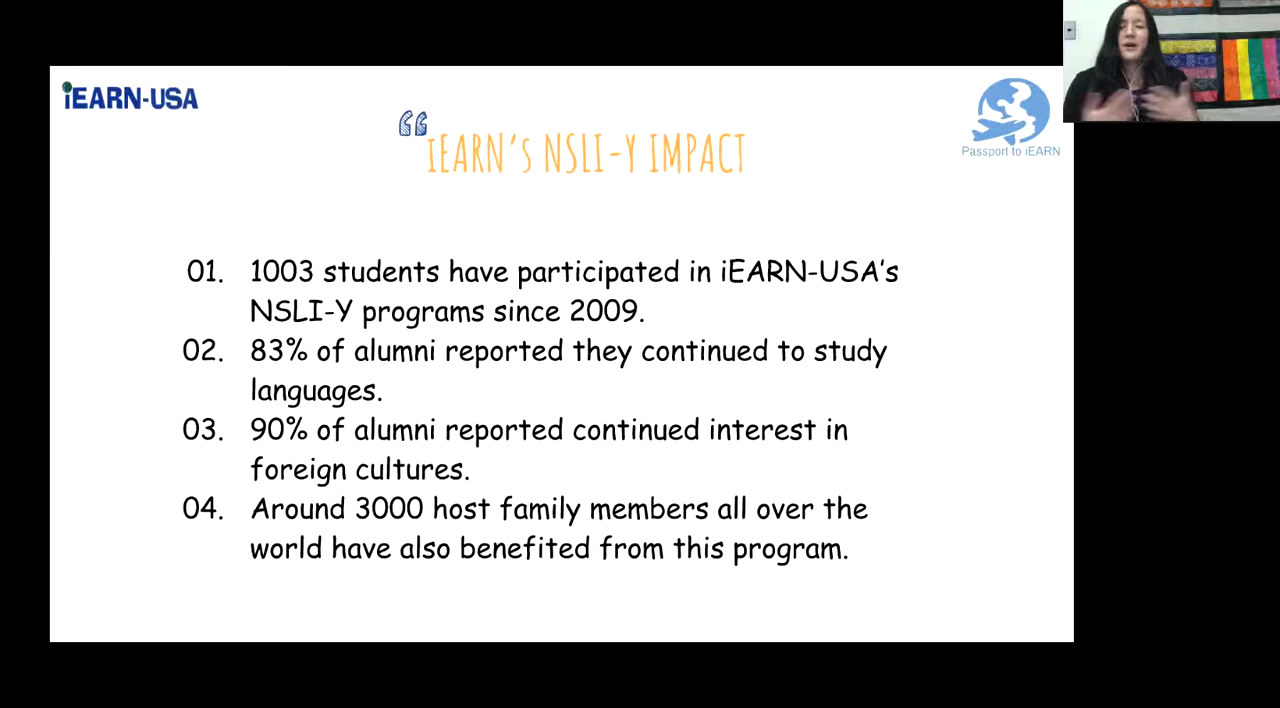 iEARN-USA
“
iEARN’s NSLI-Y IMPACT
Passport to iEARN
01. 1003 students have participated in iEARN-USA’s
NSLI-Y programs since 2009.
02. 83% of alumni reported they continued to study
languages.
03. 90% of alumni reported continued interest in
foreign cultures.
04. Around 3000 host family members all over the
world have also benefited from this program.